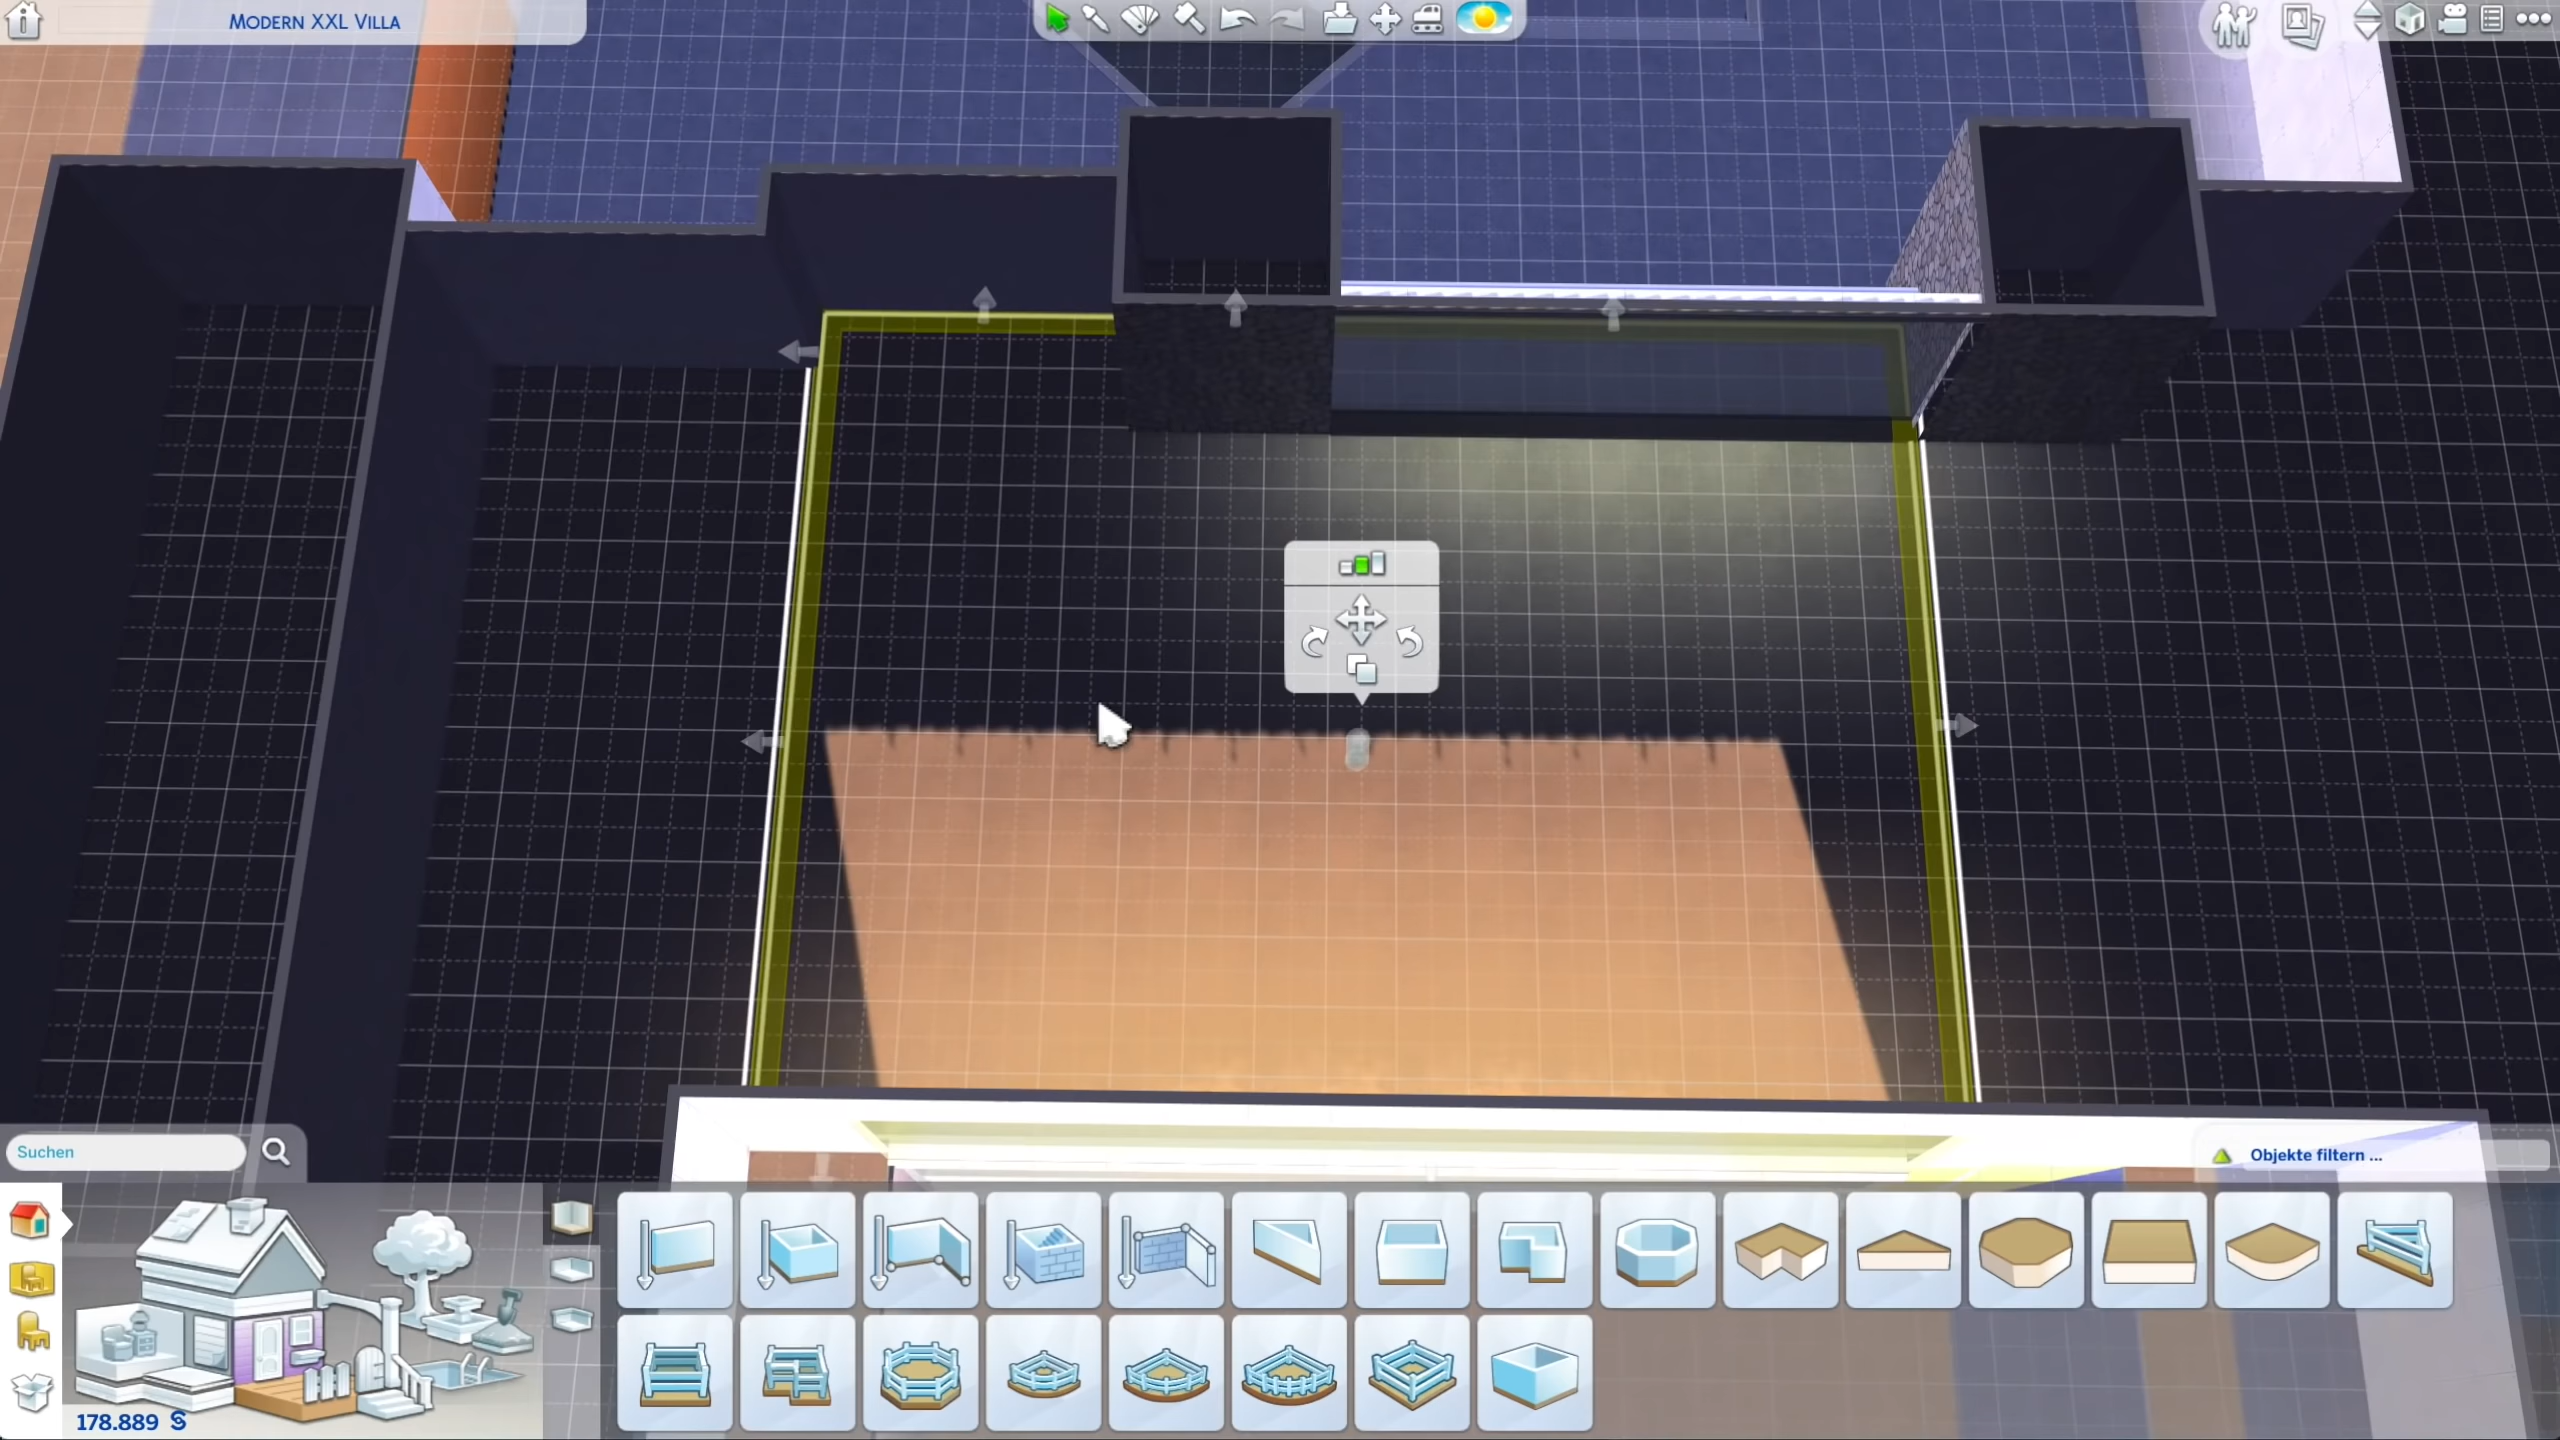 Modern XXL Villa
Suchen
Objekte filtern ...
178.889 §